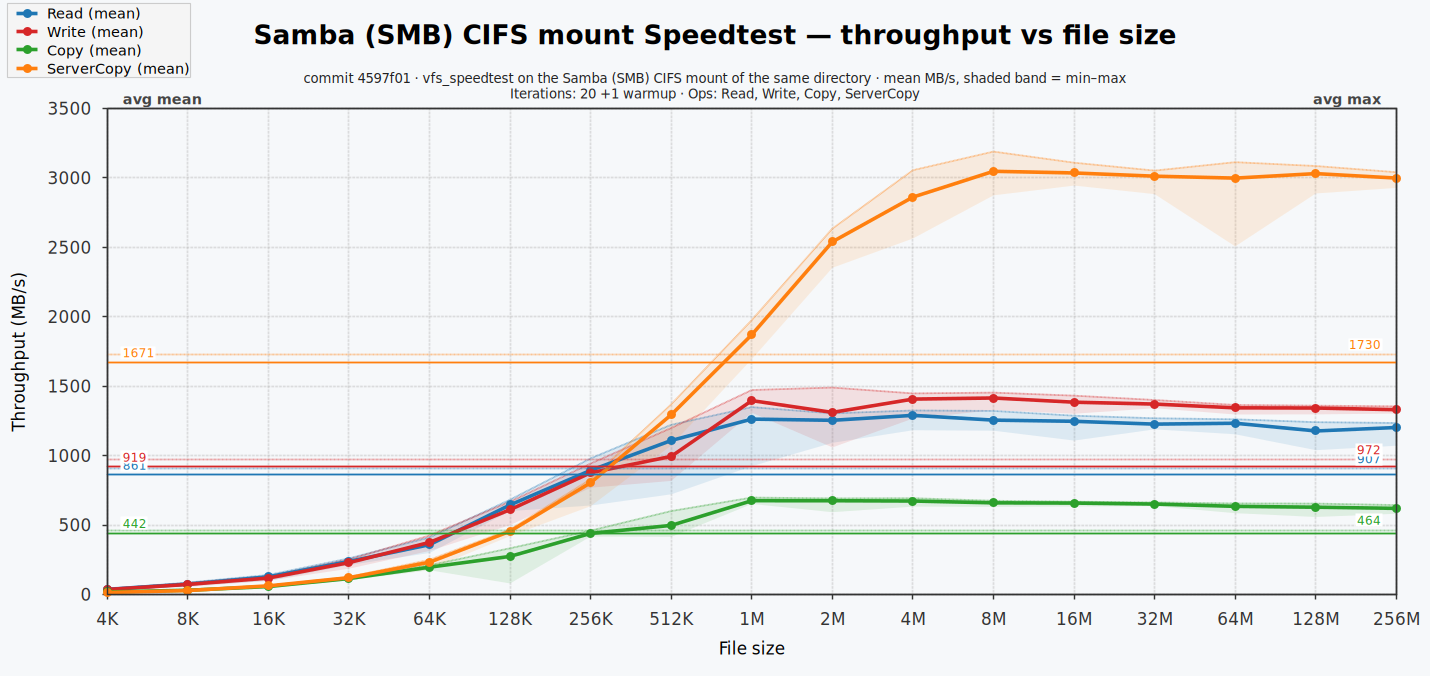 Read (mean)
Write (mean)
Copy (mean)
ServerCopy (mean)
Samba (SMB) CIFS mount Speedtest — throughput vs file size
commit 4597f01 · vfs_speedtest on the Samba (SMB) CIFS mount of the same directory · mean MB/s, shaded band = min–max
Iterations: 20 +1 warmup · Ops: Read, Write, Copy, ServerCopy
avg mean
avg max
3500
3000
2500
2000
1500
1000
500
0
Throughput (MB/s)
1671
1730
919
972
861
907
442
464
4K 8K 16K 32K 64K 128K 256K 512K 1M 2M 4M 8M 16M 32M 64M 128M 256M
File size